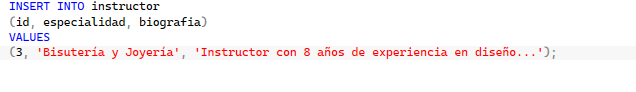 INSERT INTO instructor
(id, especialidad, biografia)
VALUES
(3, 'Bisutería y Joyería', 'Instructor con 8 años de experiencia en diseño...');